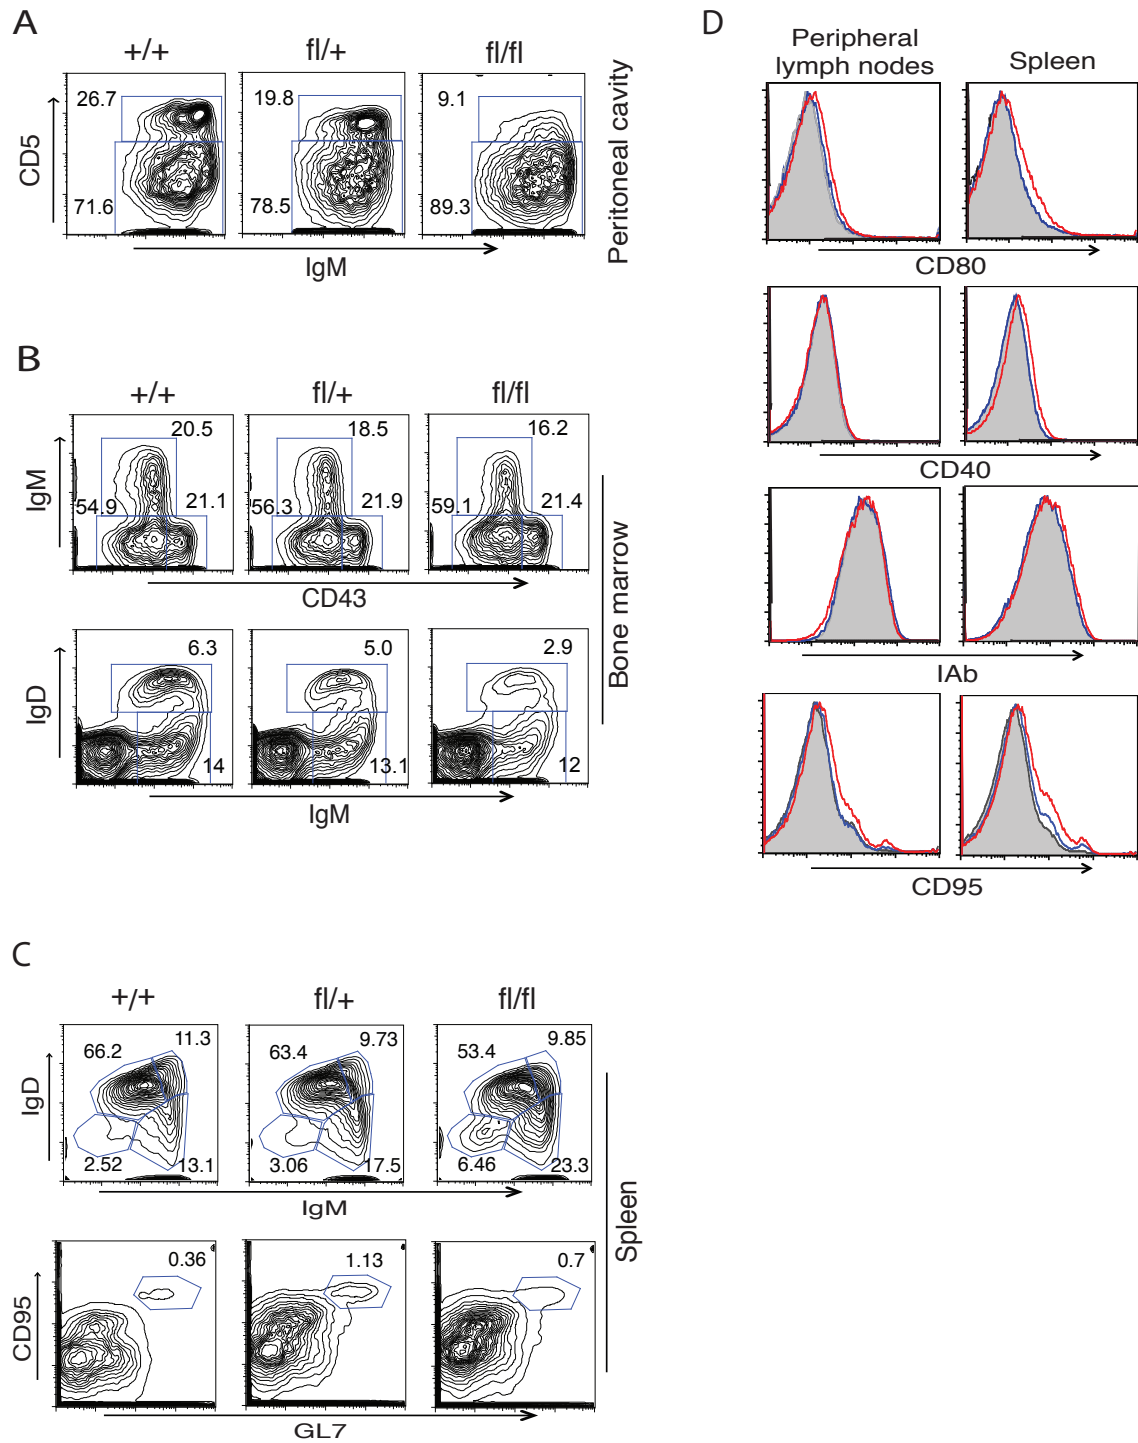 A
+/+
fl/+
fl/fl
26.7
19.8
9.1
CD5
71.6
78.5
89.3
IgM
Peritoneal cavity
B
+/+
fl/+
fl/fl
20.5
18.5
16.2
IgM
54.9
21.1
56.3
21.9
59.1
21.4
CD43
6.3
5.0
2.9
IgD
14
13.1
12
IgM
Bone marrow
C
+/+
fl/+
fl/fl
66.2
11.3
63.4
9.73
53.4
9.85
IgD
2.52
13.1
3.06
17.5
6.46
23.3
IgM
0.36
1.13
0.7
CD95
GL7
Spleen
D
Peripheral
lymph nodes
Spleen
CD80
CD40
IAb
CD95